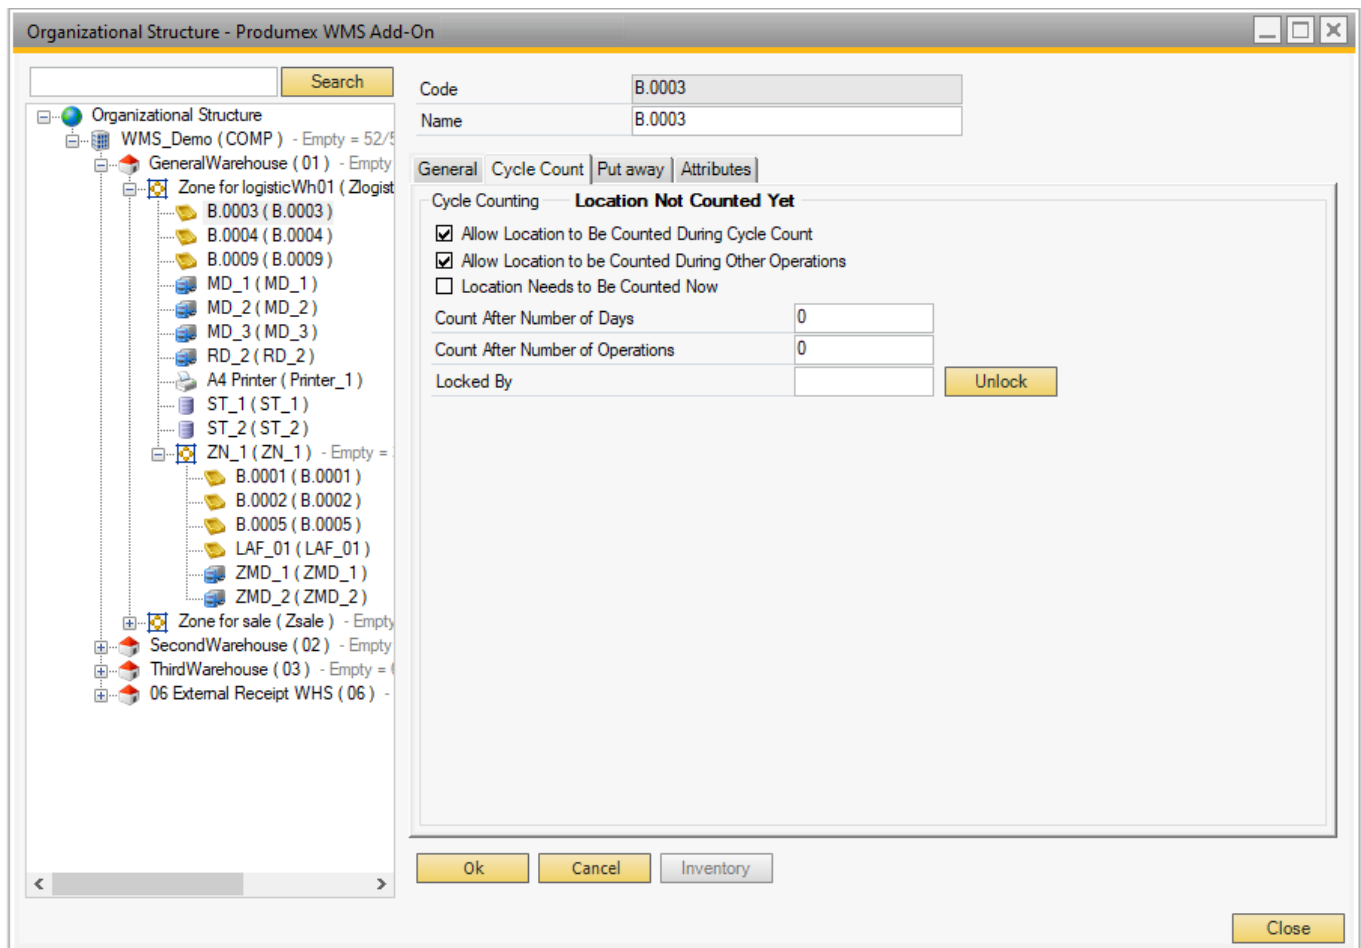 Organizational Structure - Produmex WMS Add-On
Search
Organizational Structure
WMS_Demo ( COMP ) - Empty = 52/5
GeneralWarehouse ( 01 ) - Empty
Zone for logisticWh01 ( Zlogist
B.0003 ( B.0003 )
B.0004 ( B.0004 )
B.0009 ( B.0009 )
MD_1 ( MD_1 )
MD_2 ( MD_2 )
MD_3 ( MD_3 )
RD_2 ( RD_2 )
A4 Printer ( Printer_1 )
ST_1 ( ST_1 )
ST_2 ( ST_2 )
ZN_1 ( ZN_1 ) - Empty =
B.0001 ( B.0001 )
B.0002 ( B.0002 )
B.0005 ( B.0005 )
LAF_01 ( LAF_01 )
ZMD_1 ( ZMD_1 )
ZMD_2 ( ZMD_2 )
Zone for sale ( Zsale ) - Empty
SecondWarehouse ( 02 ) - Empty
ThirdWarehouse ( 03 ) - Empty =
06 External Receipt WHS ( 06 ) -
Code B.0003
Name B.0003
General Cycle Count Put away Attributes
Cycle Counting Location Not Counted Yet
Allow Location to Be Counted During Cycle Count
Allow Location to be Counted During Other Operations
Location Needs to Be Counted Now
Count After Number of Days 0
Count After Number of Operations 0
Locked By Unlock
Ok Cancel Inventory
Close